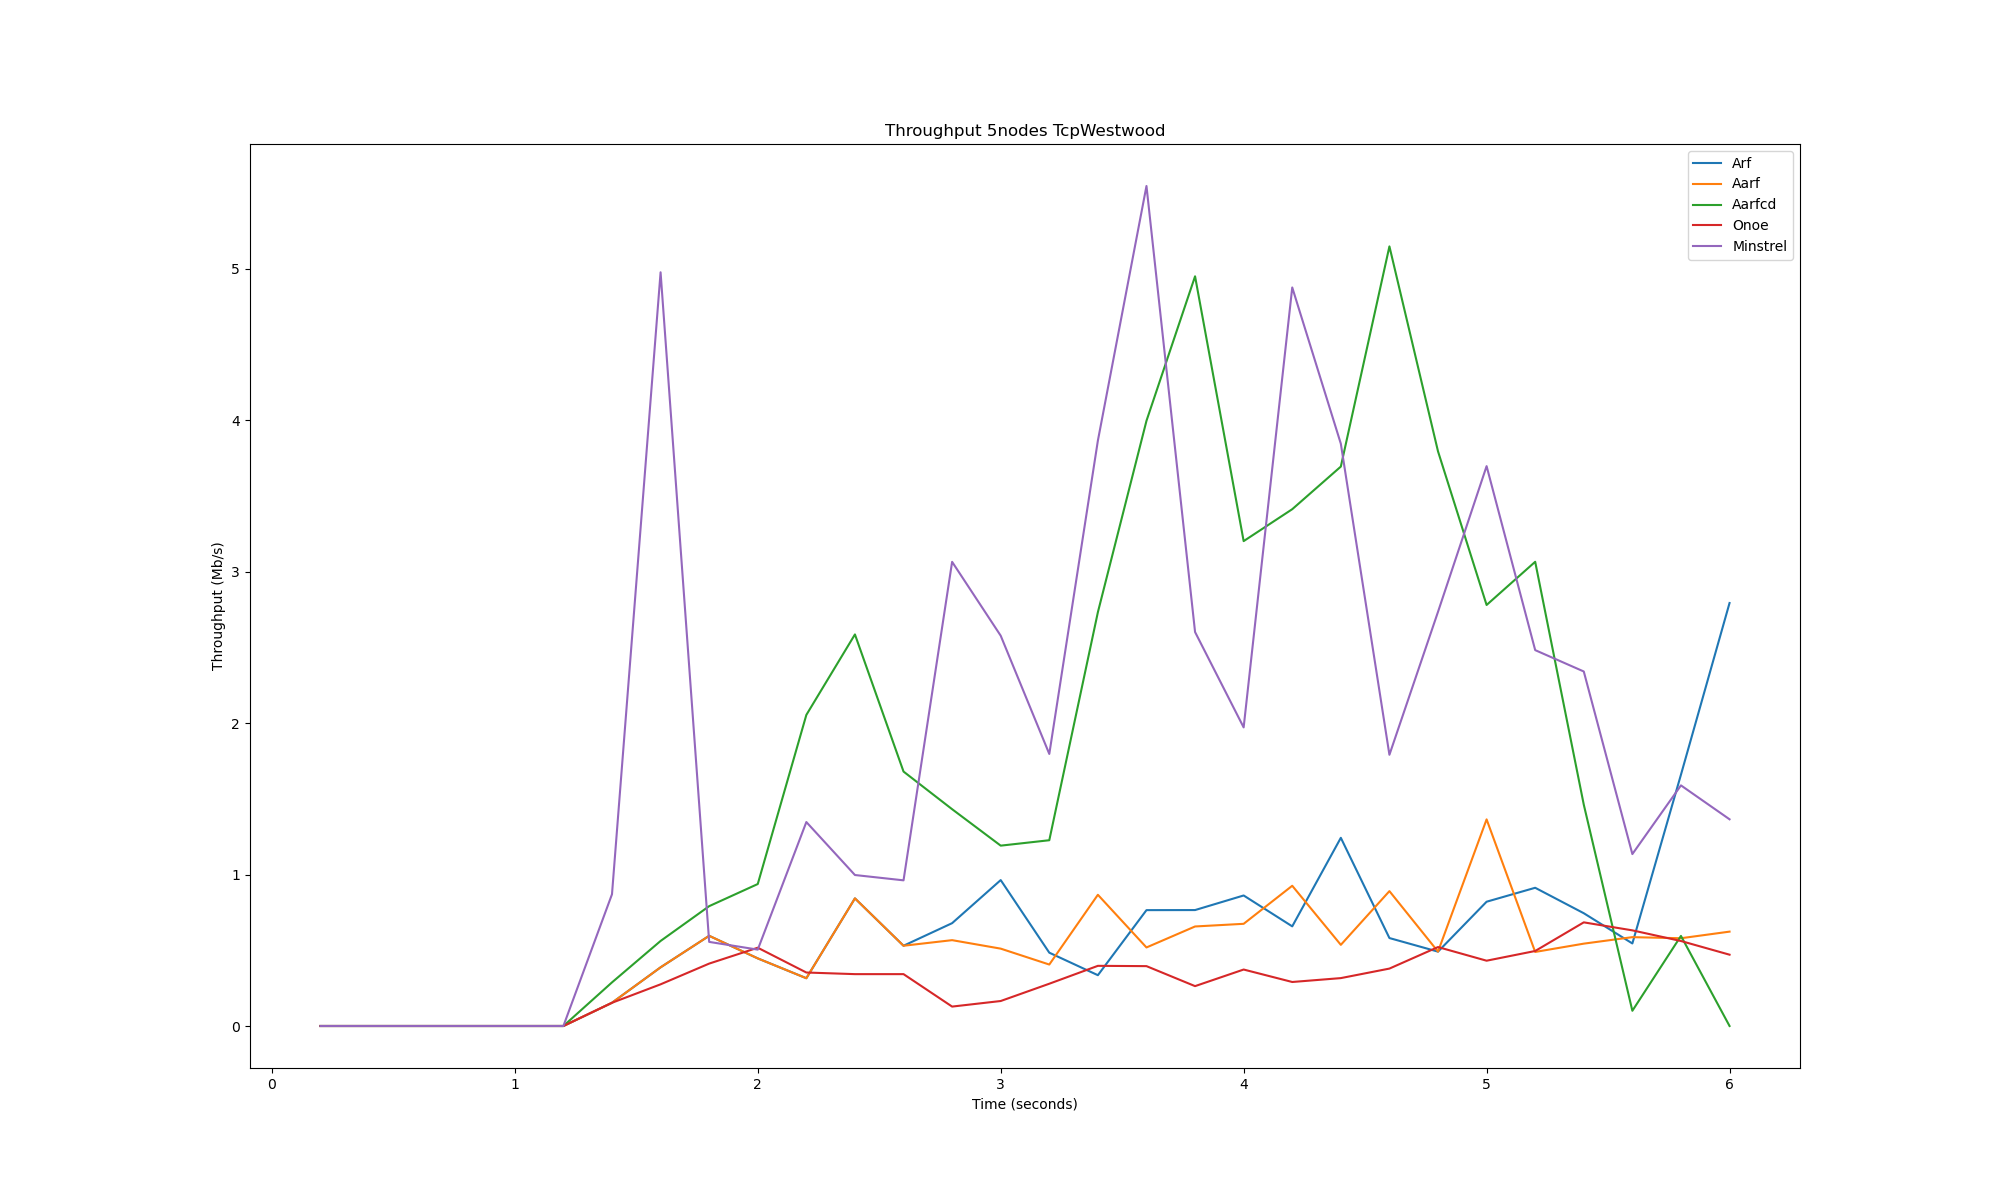 Throughput 5nodes TcpWestwood
Arf
Aarf
Aarfcd
Onoe
Minstrel
Throughput (Mb/s)
5
4
3
2
1
0
0 1 2 3 4 5 6
Time (seconds)